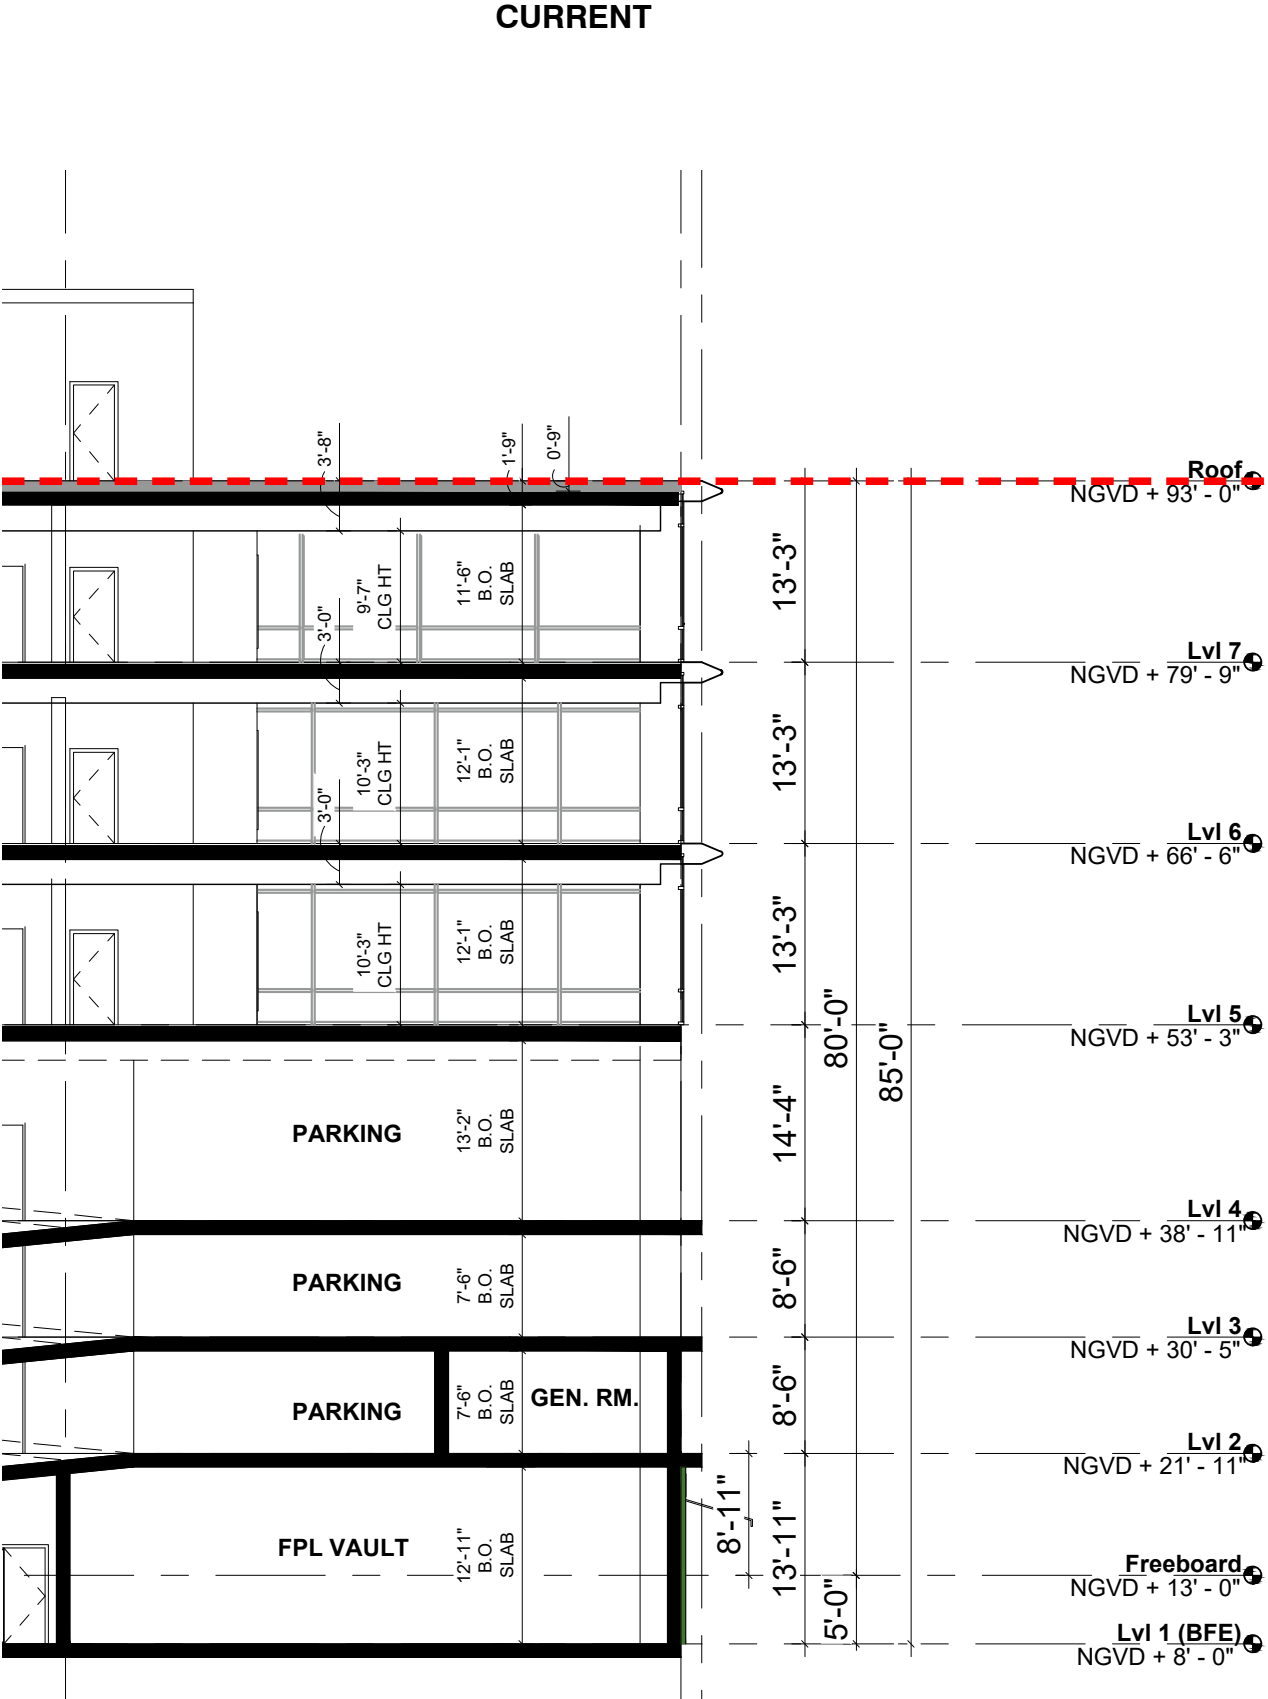 CURRENT
3'-8"
1'-9"
0'-9"
Roof
NGVD + 93' - 0"
13'-3"
9'-7"
CLG HT
11'-6"
B.O.
SLAB
3'-0"
Lvl 7
NGVD + 79' - 9"
13'-3"
10'-3"
CLG HT
12'-1"
B.O.
SLAB
3'-0"
Lvl 6
NGVD + 66' - 6"
13'-3"
10'-3"
CLG HT
12'-1"
B.O.
SLAB
80'-0"
85'-0"
Lvl 5
NGVD + 53' - 3"
PARKING
13'-2"
B.O.
SLAB
14'-4"
Lvl 4
NGVD + 38' - 11"
PARKING
7'-6"
B.O.
SLAB
8'-6"
Lvl 3
NGVD + 30' - 5"
PARKING
7'-6"
B.O.
SLAB
GEN. RM.
8'-6"
Lvl 2
NGVD + 21' - 11"
8'-11"
13'-11"
FPL VAULT
12'-11"
B.O.
SLAB
Freeboard
NGVD + 13' - 0"
5'-0"
Lvl 1 (BFE)
NGVD + 8' - 0"